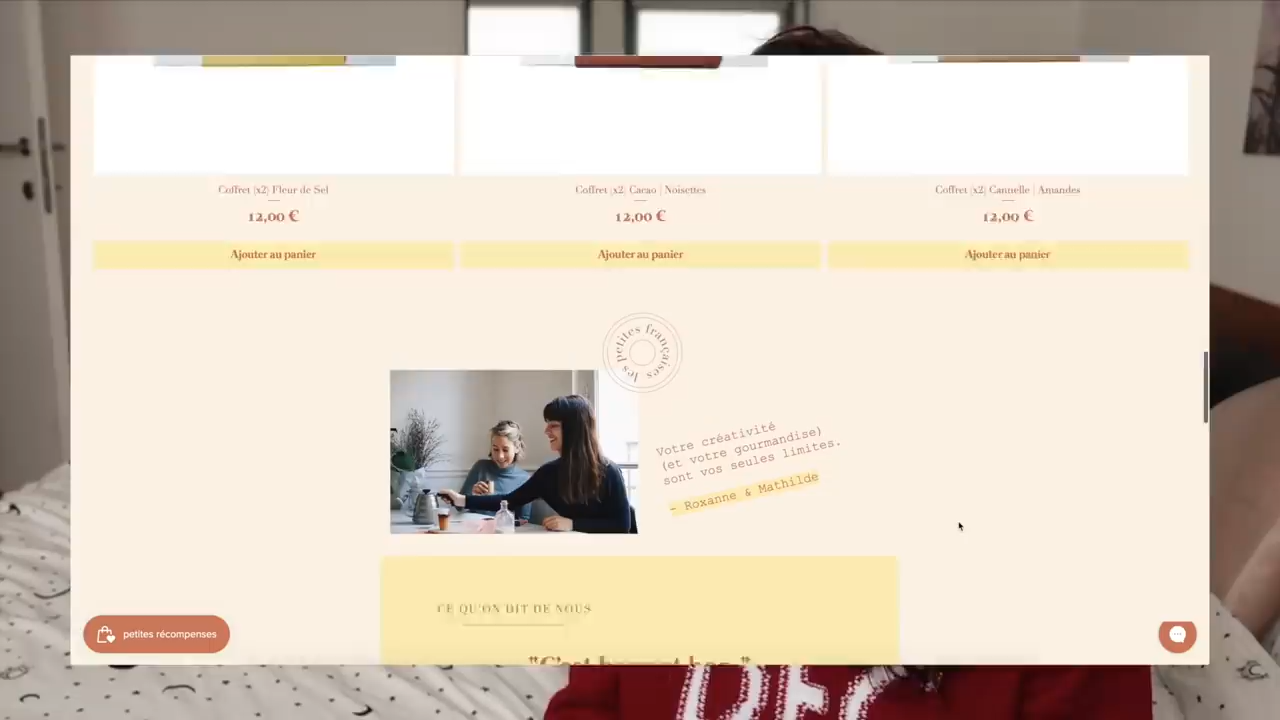 Coffret (x2) Fleur de Sel
12,00 €
Ajouter au panier
Coffret (x2) Cacao | Noisettes
12,00 €
Ajouter au panier
Coffret (x2) Cannelle | Amandes
12,00 €
Ajouter au panier
les petites françaises
Votre créativité
(et votre gourmandise)
sont vos seules limites.
- Roxanne & Mathilde
CE QU'ON DIT DE NOUS
petites récompenses